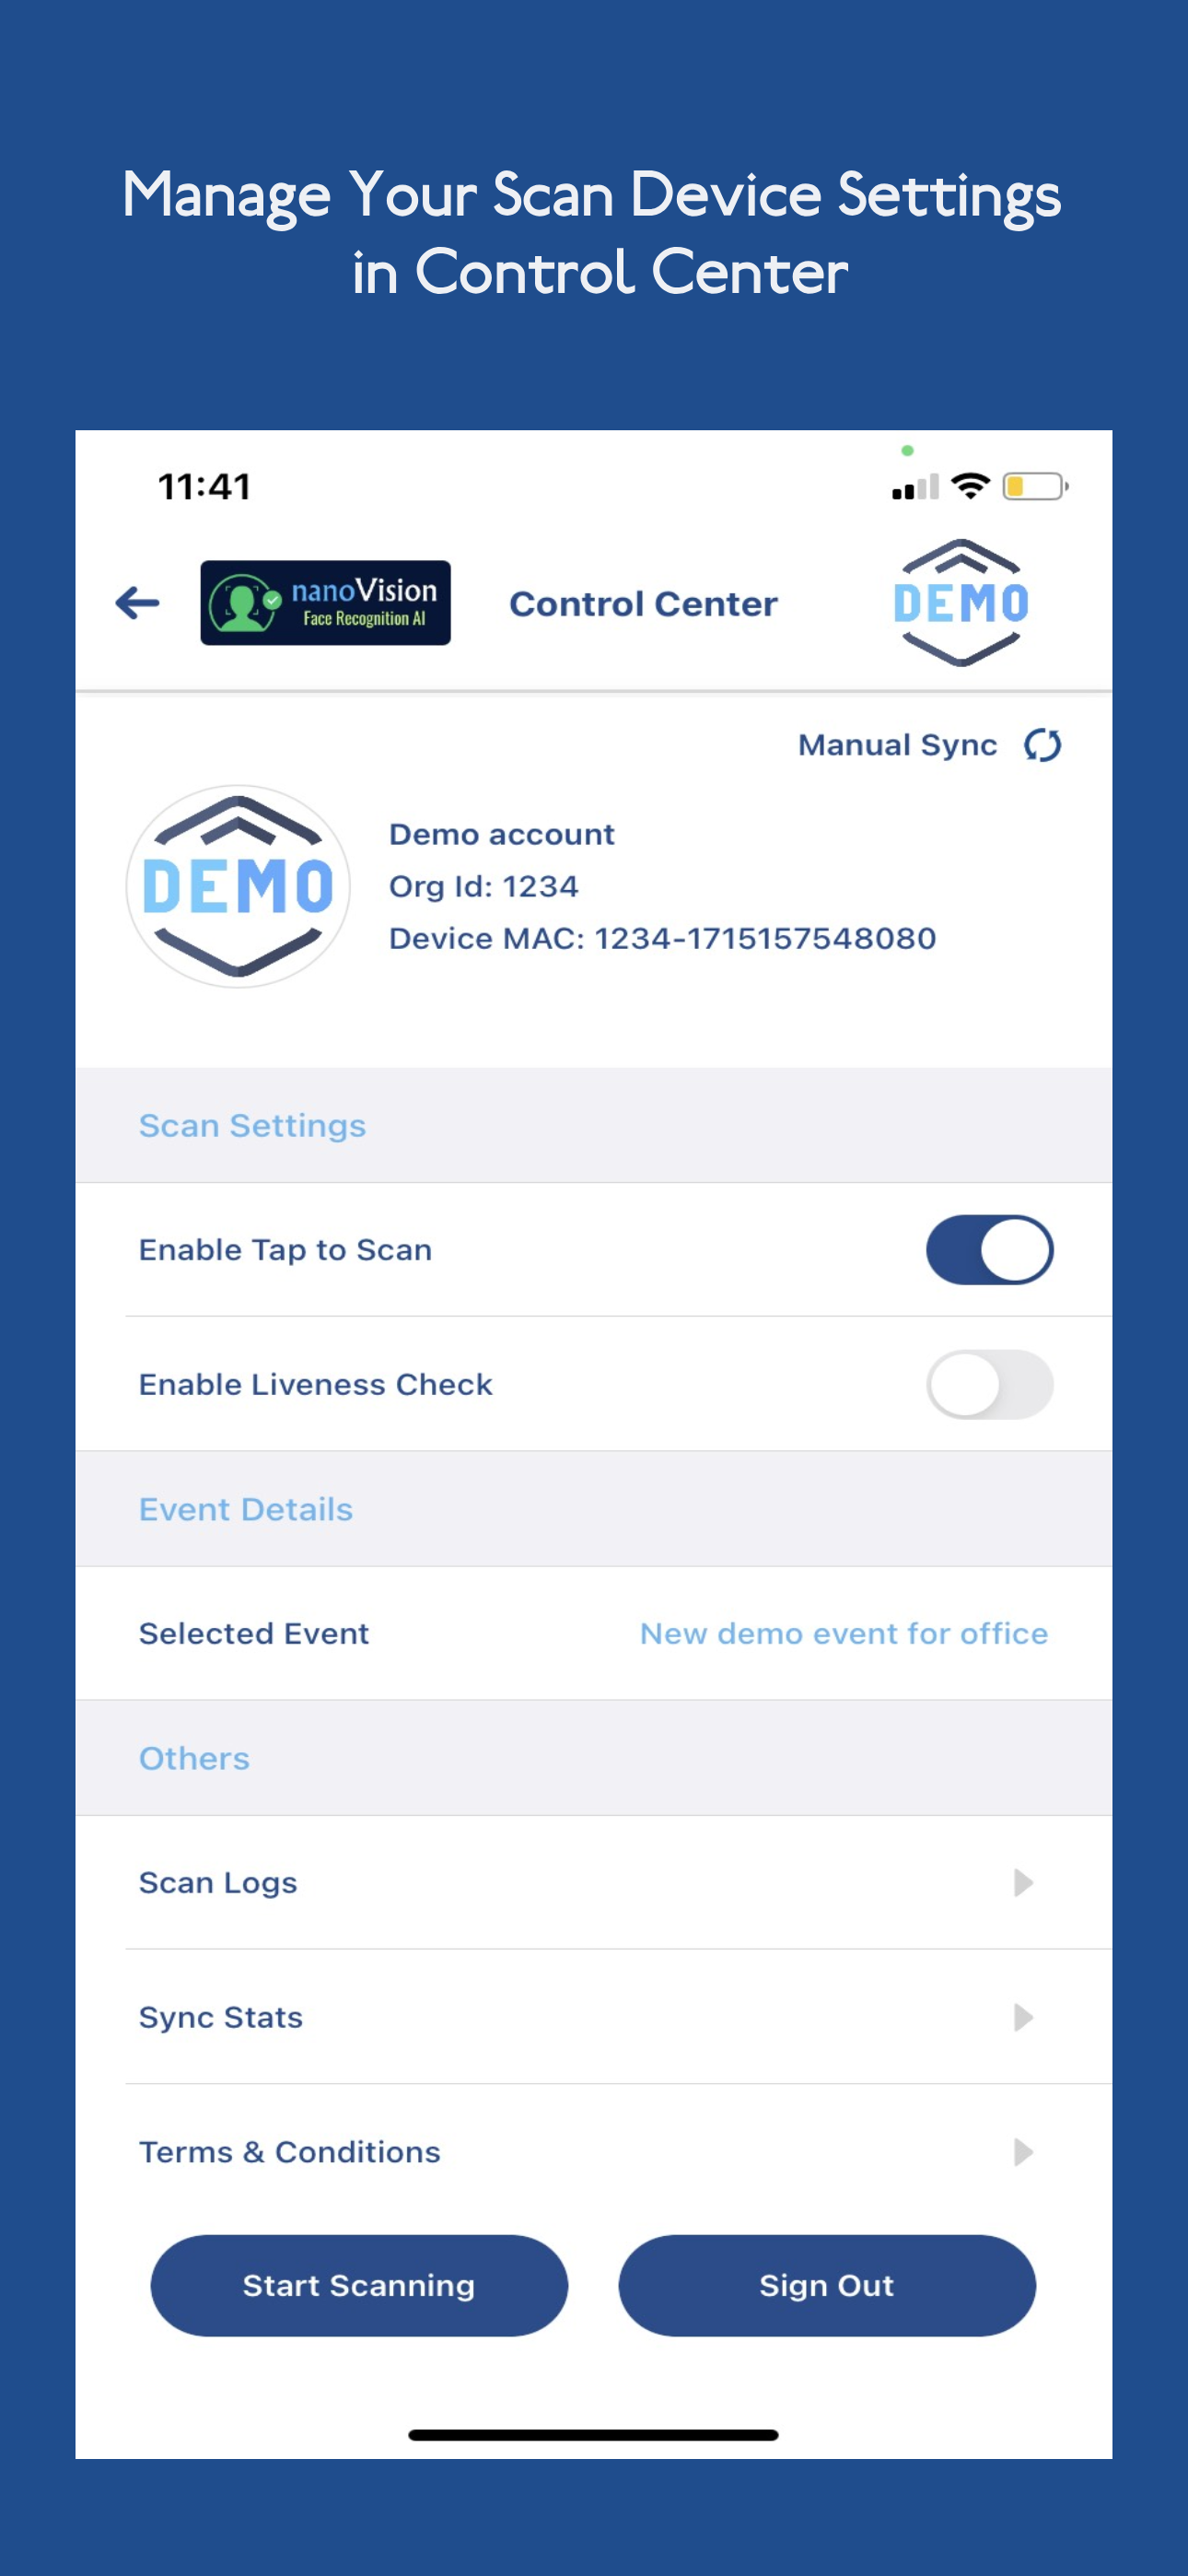 Manage Your Scan Device Settings
in Control Center
11:41
nanoVision
Face Recognition AI
Control Center
DEMO
Manual Sync
DEMO
Demo account
Org Id: 1234
Device MAC: 1234-1715157548080
Scan Settings
Enable Tap to Scan
Enable Liveness Check
Event Details
Selected Event New demo event for office
Others
Scan Logs
Sync Stats
Terms & Conditions
Start Scanning Sign Out